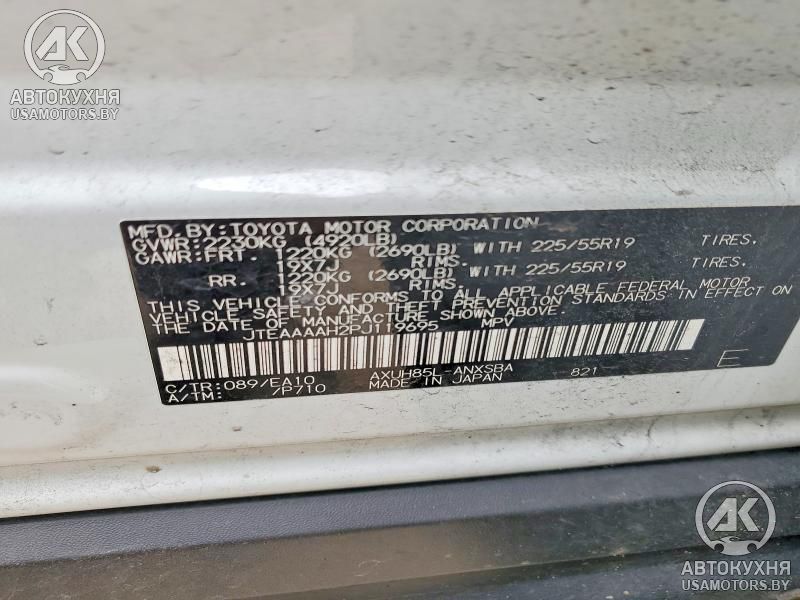 AK
АВТОКУХНЯ
USAMOTORS.BY
MFD.BY:TOYOTA MOTOR CORPORATION
GVWR:2230KG (4920LB)
GAWR:FRT. 1220KG (2690LB) WITH 225/55R19 TIRES,
19X7J RIMS.
RR. 1220KG (2690LB) WITH 225/55R19 TIRES,
19X7J RIMS.
THIS VEHICLE CONFORMS TO ALL APPLICABLE FEDERAL MOTOR
VEHICLE SAFETY AND THEFT PREVENTION STANDARDS IN EFFECT ON
THE DATE OF MANUFACTURE SHOWN ABOVE.
JTEAAAAH2PJ119695 MPV
C/TR:089/EA10 AXUH85L-ANXSBA 821 E
A/TM: /P710 MADE IN JAPAN
AK
АВТОКУХНЯ
USAMOTORS.BY